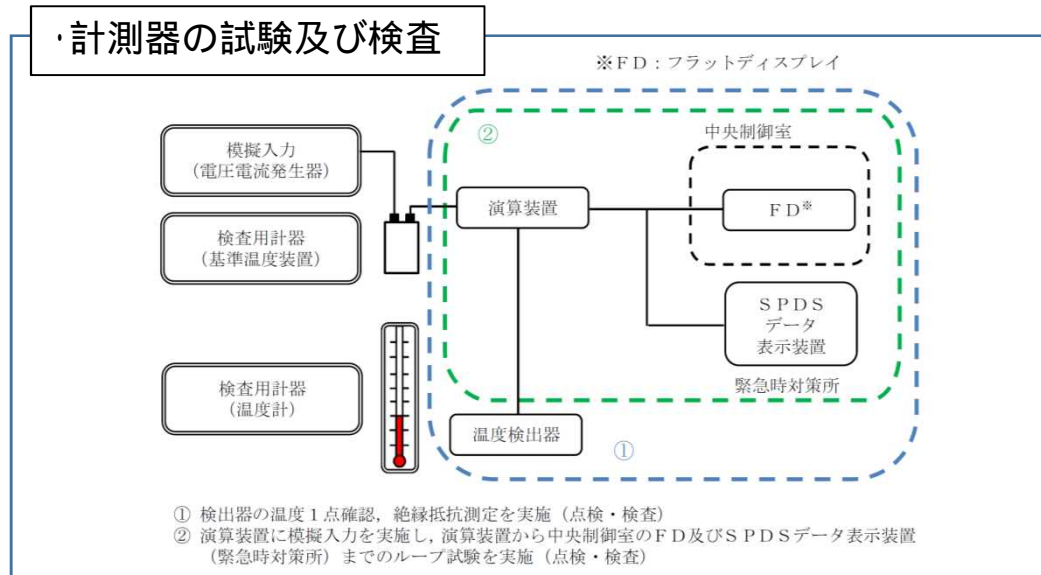 ・計測器の試験及び検査
※FD：フラットディスプレイ
②
中央制御室
模擬入力
(電圧電流発生器)
演算装置
FD※
検査用計器
(基準温度装置)
SPDS
データ
表示装置
緊急時対策所
検査用計器
(温度計)
温度検出器
①
① 検出器の温度１点確認，絶縁抵抗測定を実施（点検・検査）
② 演算装置に模擬入力を実施し，演算装置から中央制御室のＦＤ及びＳＰＤＳデータ表示装置
（緊急時対策所）までのループ試験を実施（点検・検査）